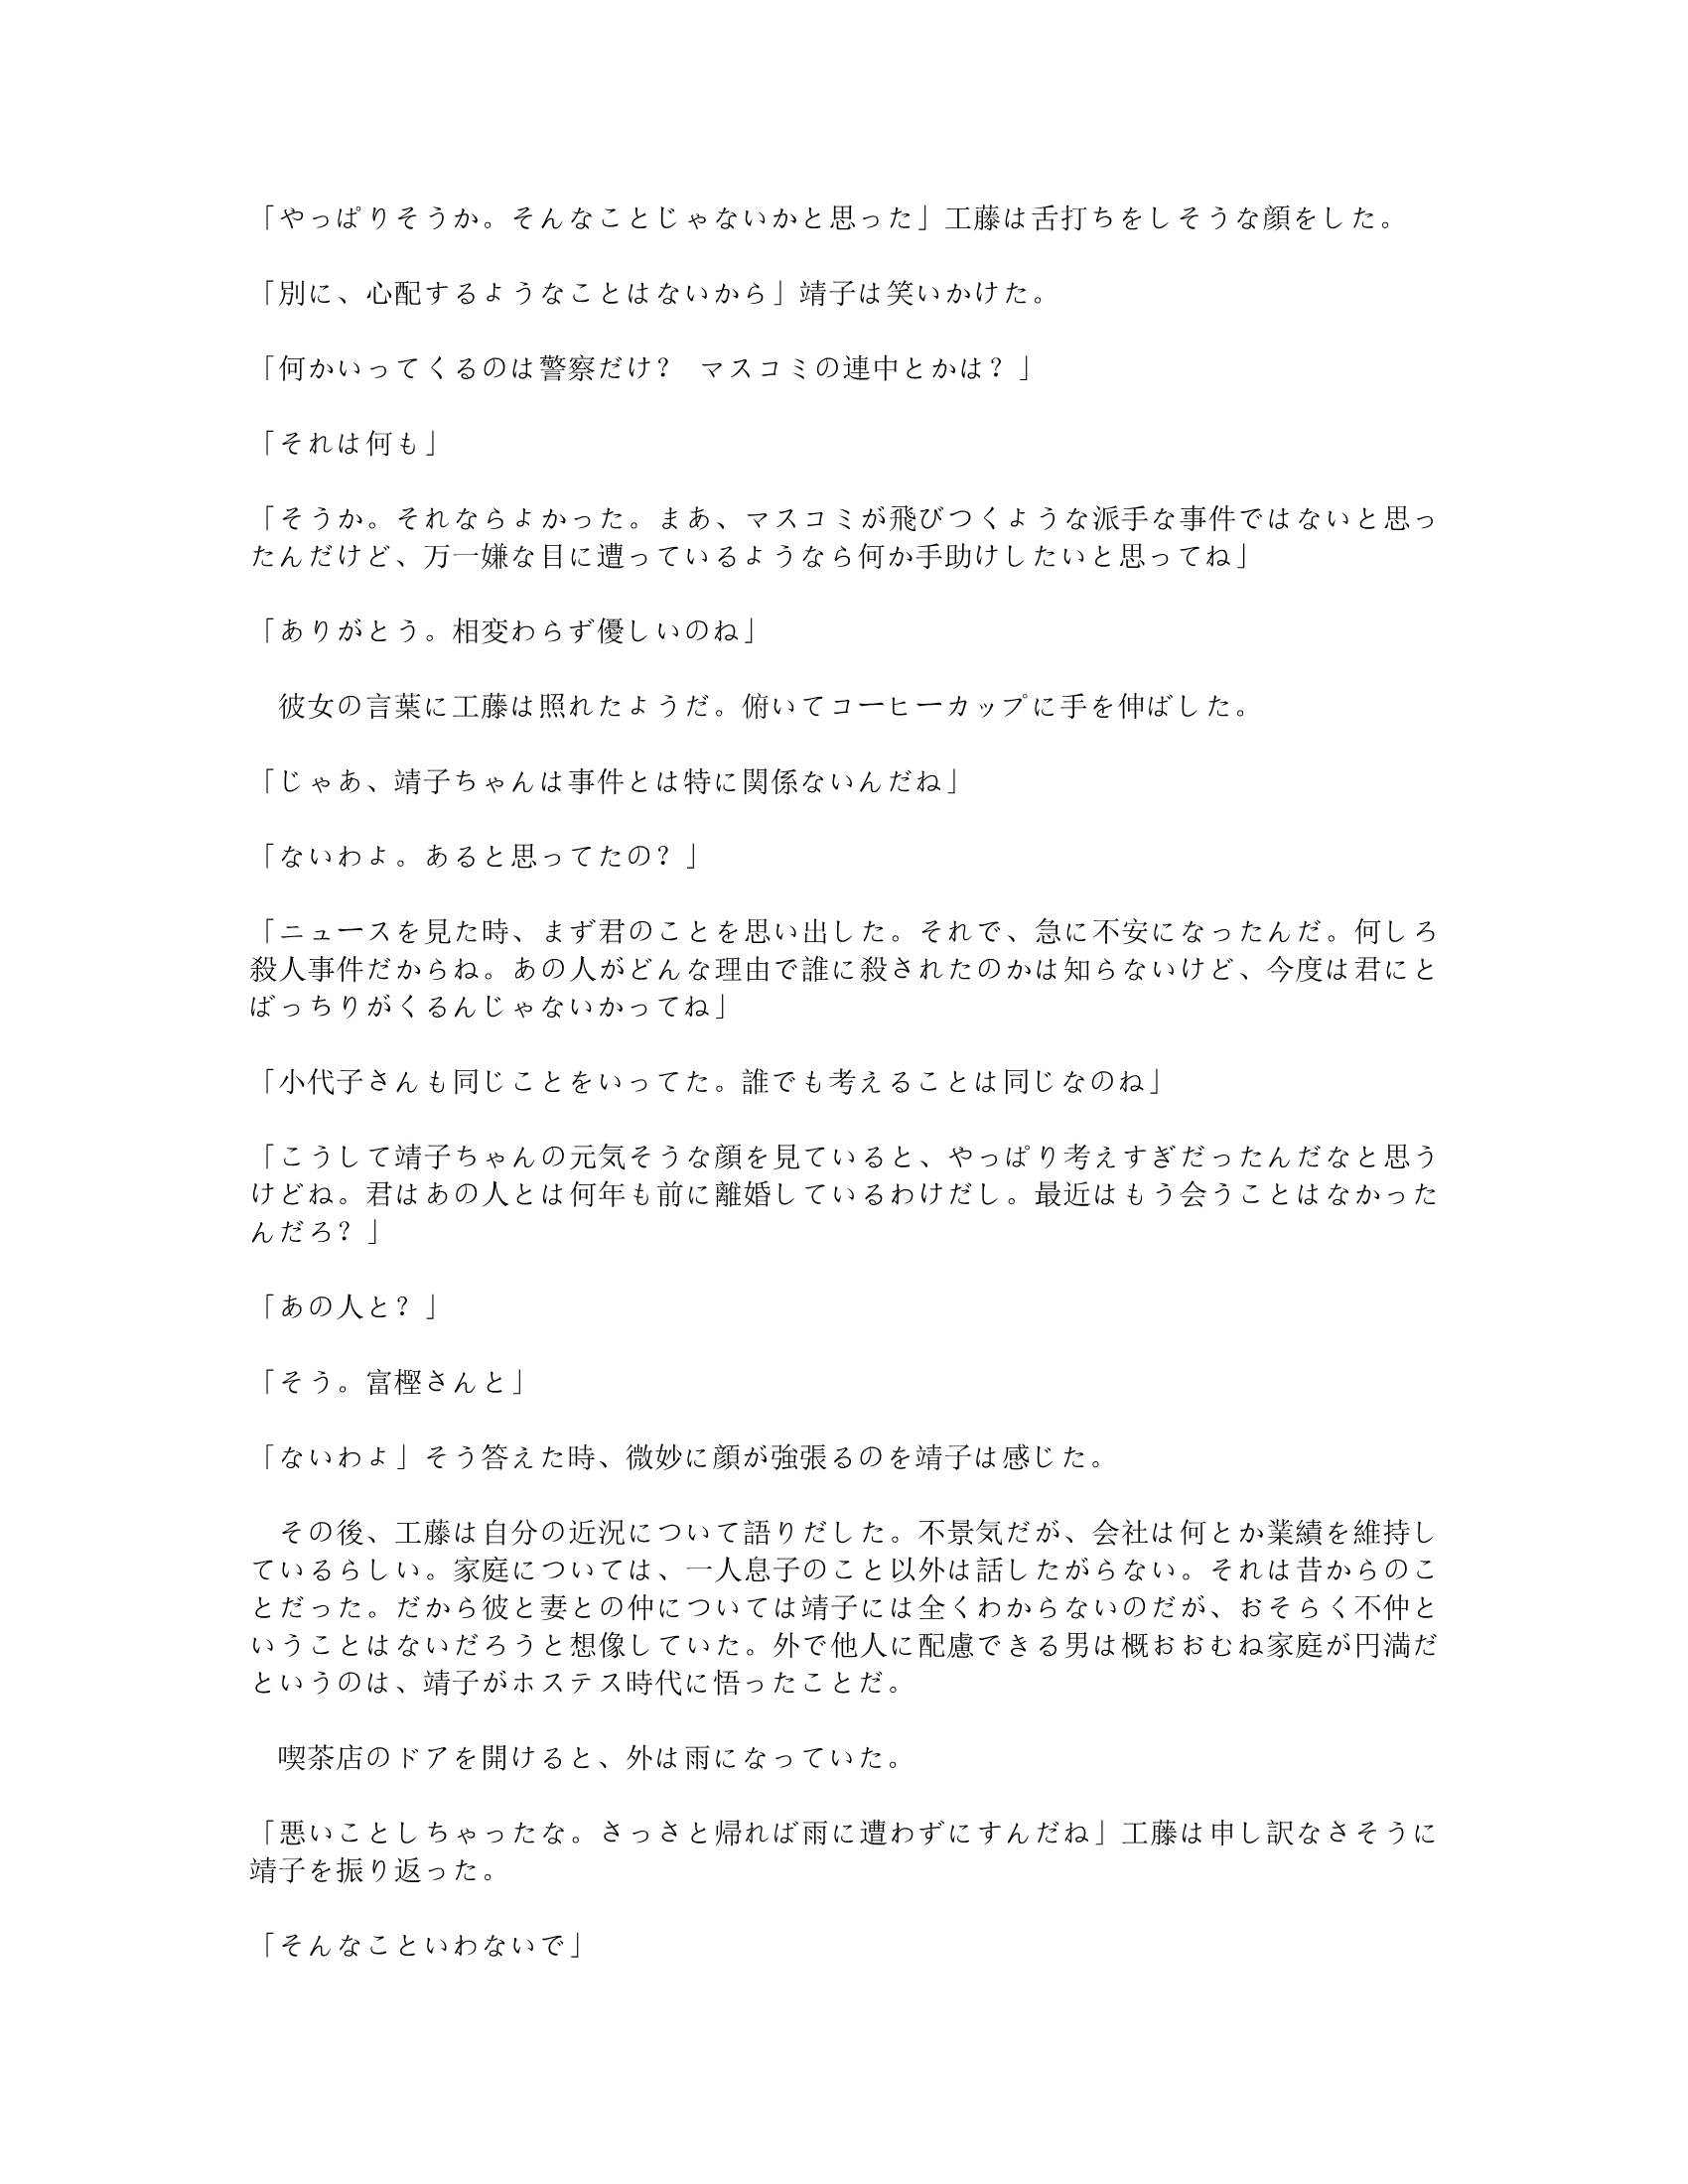 「やっぱりそうか。そんなことじゃないかと思った」工藤は舌打ちをしそうな顔をした。
「別に、心配するようなことはないから」靖子は笑いかけた。
「何かいってくるのは警察だけ？　マスコミの連中とかは？」
「それは何も」
「そうか。それならよかった。まあ、マスコミが飛びつくような派手な事件ではないと思っ
たんだけど、万一嫌な目に遭っているようなら何か手助けしたいと思ってね」
「ありがとう。相変わらず優しいのね」
　彼女の言葉に工藤は照れたようだ。俯いてコーヒーカップに手を伸ばした。
「じゃあ、靖子ちゃんは事件とは特に関係ないんだね」
「ないわよ。あると思ってたの？」
「ニュースを見た時、まず君のことを思い出した。それで、急に不安になったんだ。何しろ
殺人事件だからね。あの人がどんな理由で誰に殺されたのかは知らないけど、今度は君にと
ばっちりがくるんじゃないかってね」
「小代子さんも同じことをいってた。誰でも考えることは同じなのね」
「こうして靖子ちゃんの元気そうな顔を見ていると、やっぱり考えすぎだったんだなと思う
けどね。君はあの人とは何年も前に離婚しているわけだし。最近はもう会うことはなかった
んだろ？」
「あの人と？」
「そう。富樫さんと」
「ないわよ」そう答えた時、微妙に顔が強張るのを靖子は感じた。
　その後、工藤は自分の近況について語りだした。不景気だが、会社は何とか業績を維持し
ているらしい。家庭については、一人息子のこと以外は話したがらない。それは昔からのこ
とだった。だから彼と妻との仲については靖子には全くわからないのだが、おそらく不仲と
いうことはないだろうと想像していた。外で他人に配慮できる男は概おおむね家庭が円満だ
というのは、靖子がホステス時代に悟ったことだ。
　喫茶店のドアを開けると、外は雨になっていた。
「悪いことしちゃったな。さっさと帰れば雨に遭わずにすんだね」工藤は申し訳なさそうに
靖子を振り返った。
「そんなこといわないで」